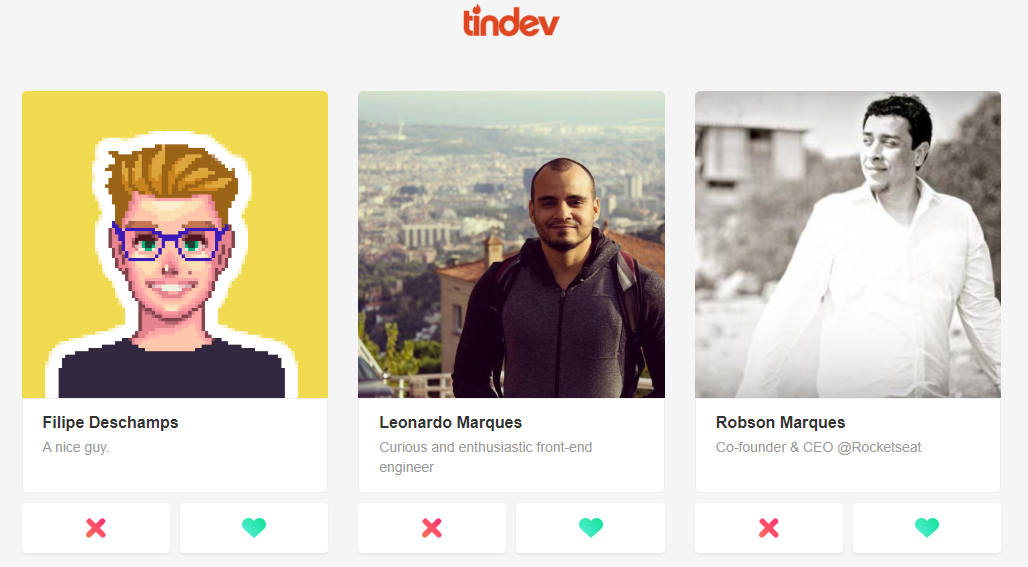 tindev
Filipe Deschamps
A nice guy.
Leonardo Marques
Curious and enthusiastic front-end
engineer
Robson Marques
Co-founder & CEO @Rocketseat